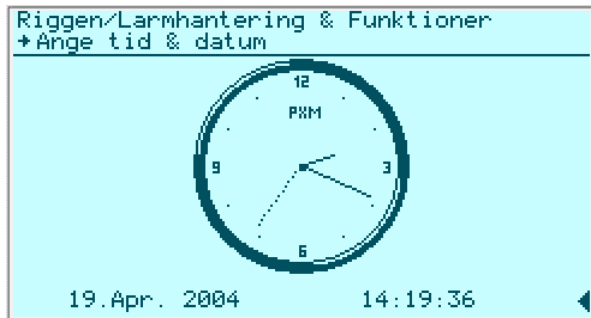 Riggen/Larmhantering & Funktioner
→Ange tid & datum
12
PXM
9
3
6
19.Apr. 2004 14:19:36